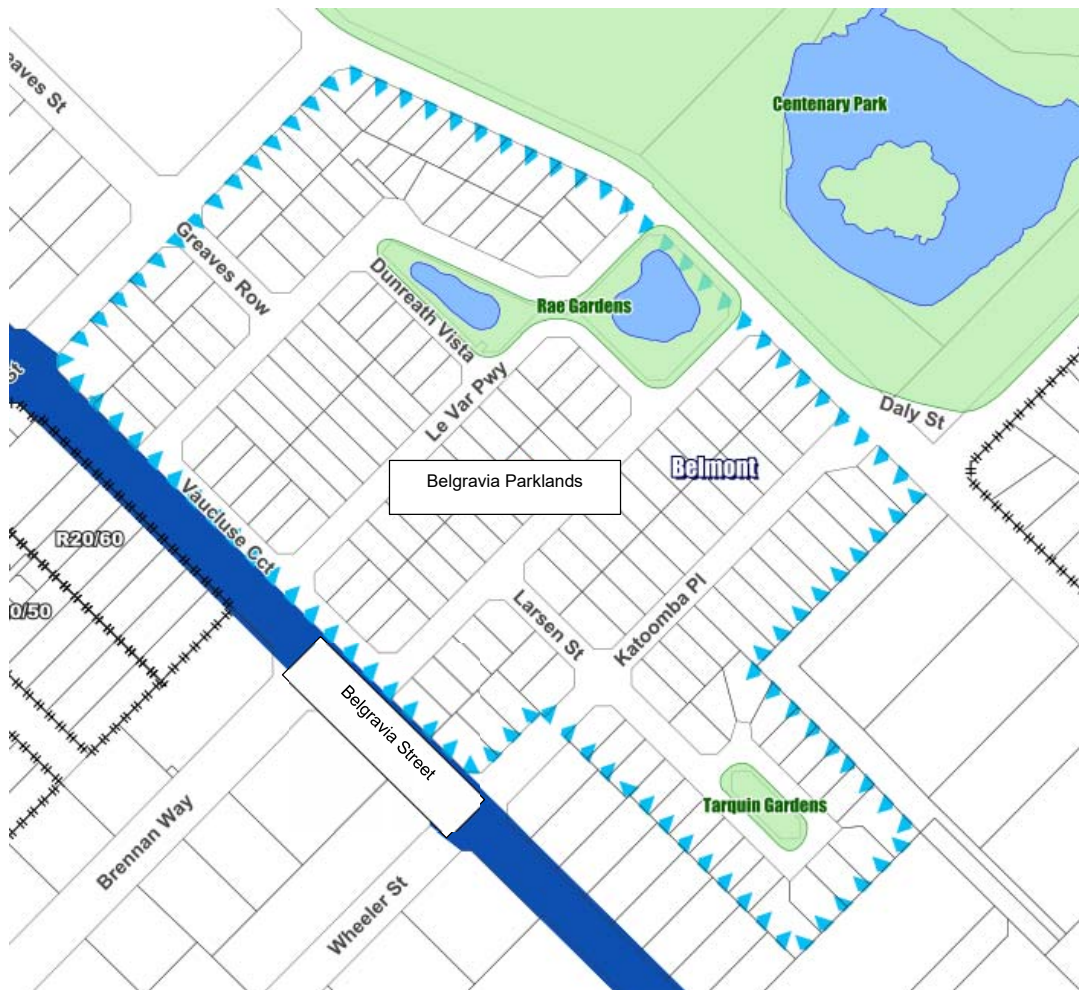 eaves St
Centenary Park
Greaves Row
Dunreath Vista
Rae Gardens
Le Var Pwy
Daly St
Belgravia Parklands
Belmont
Vaucluse Cct
R20/60
0/50
Larsen St
Katoomba Pl
Belgravia Street
Tarquin Gardens
Brennan Way
Wheeler St